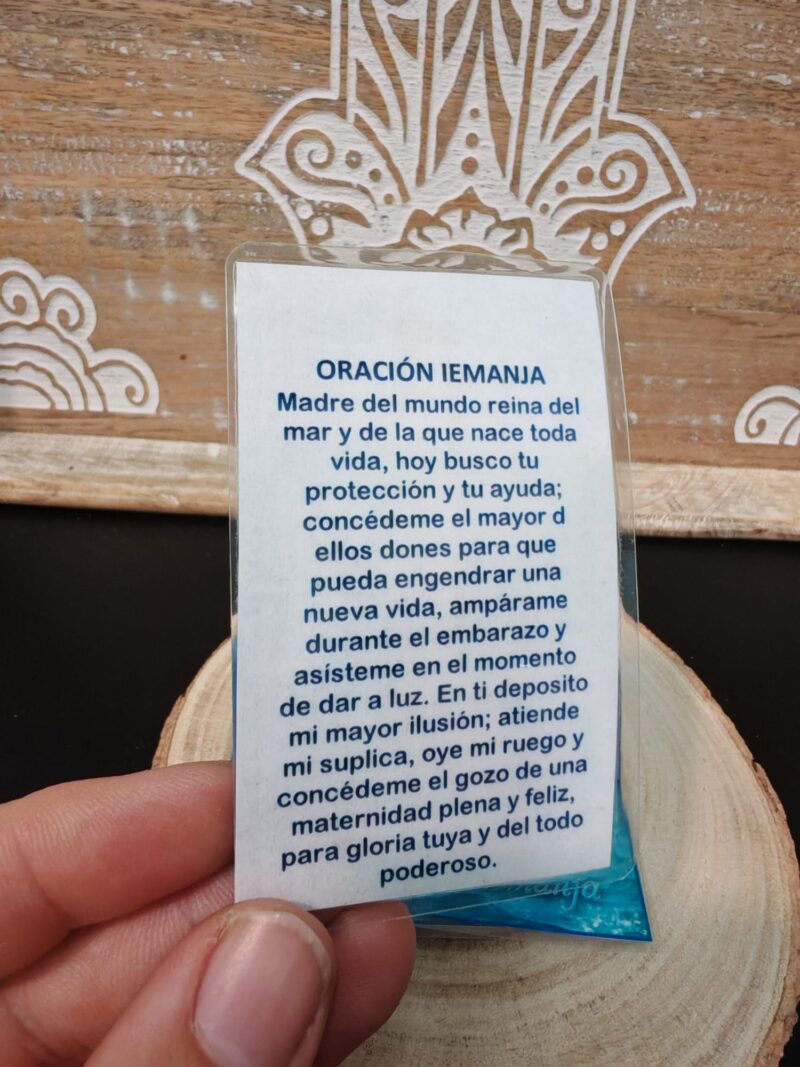 ORACIÓN IEMANJA
Madre del mundo reina del
mar y de la que nace toda
vida, hoy busco tu
protección y tu ayuda;
concédeme el mayor d
ellos dones para que
pueda engendrar una
nueva vida, ampárame
durante el embarazo y
asísteme en el momento
de dar a luz. En ti deposito
mi mayor ilusión; atiende
mi suplica, oye mi ruego y
concédeme el gozo de una
maternidad plena y feliz,
para gloria tuya y del todo
poderoso.